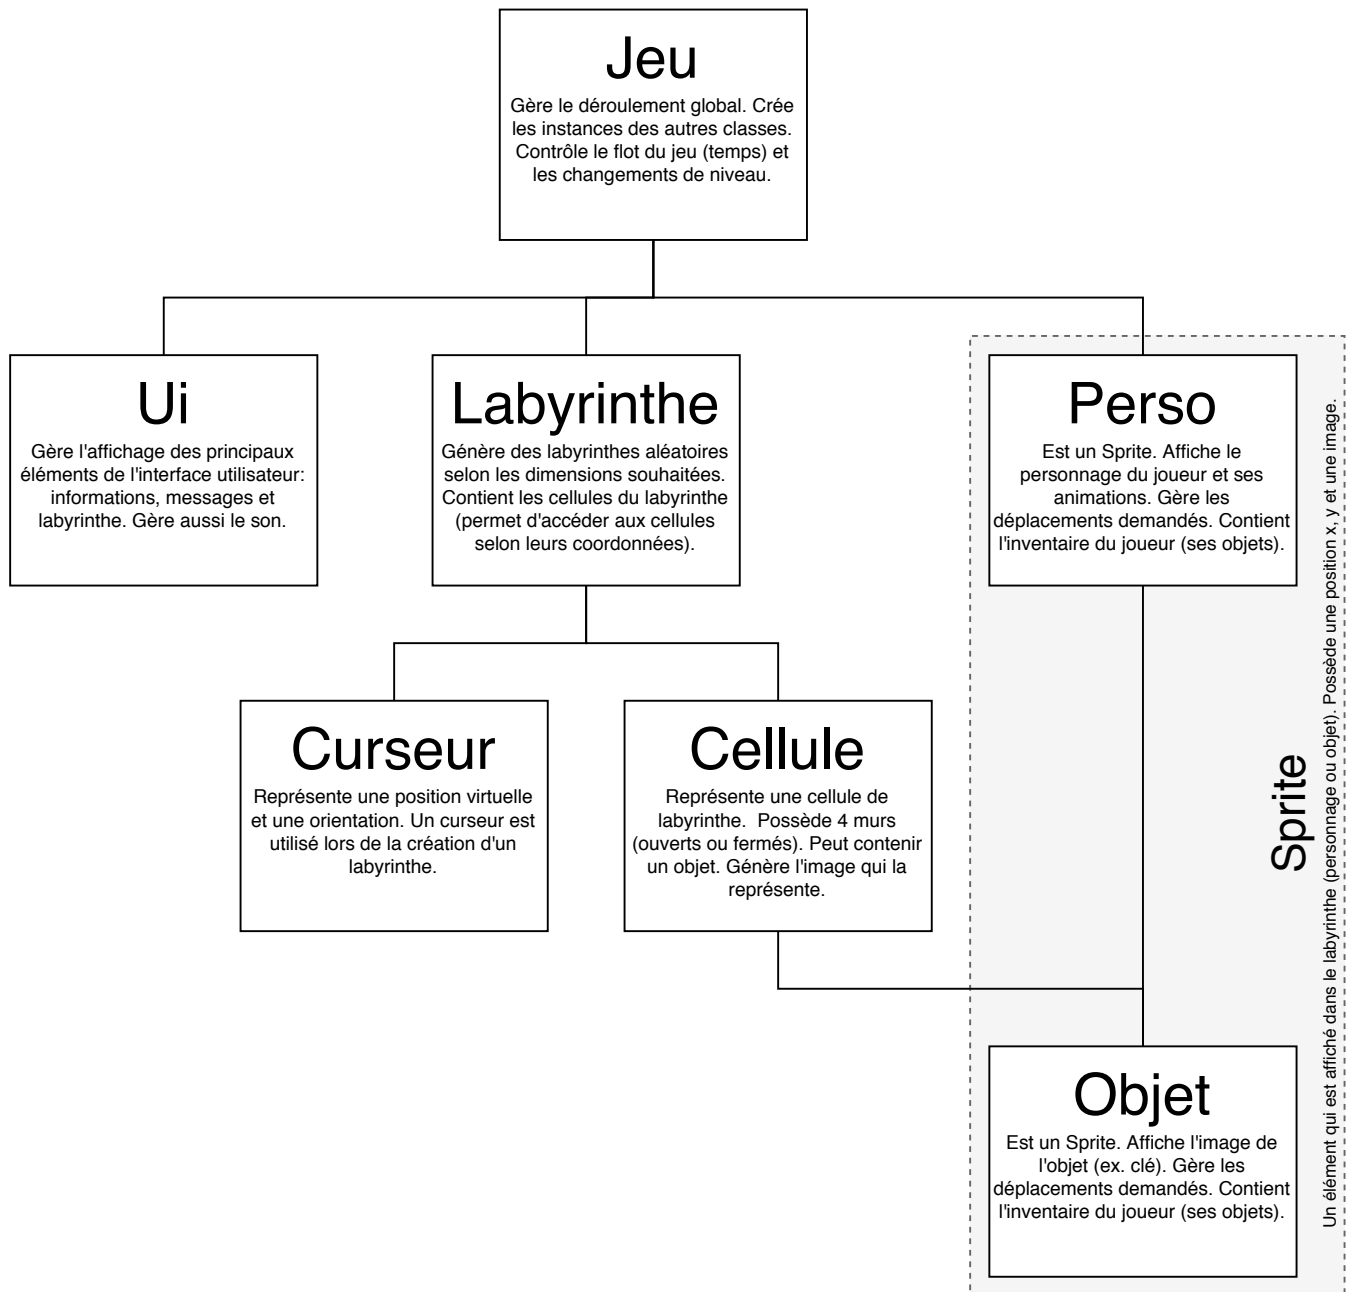 Jeu
Gère le déroulement global. Crée
les instances des autres classes.
Contrôle le flot du jeu (temps) et
les changements de niveau.
Ui
Gère l'affichage des principaux
éléments de l'interface utilisateur:
informations, messages et
labyrinthe. Gère aussi le son.
Labyrinthe
Génère des labyrinthes aléatoires
selon les dimensions souhaitées.
Contient les cellules du labyrinthe
(permet d'accéder aux cellules
selon leurs coordonnées).
Perso
Est un Sprite. Affiche le
personnage du joueur et ses
animations. Gère les
déplacements demandés. Contient
l'inventaire du joueur (ses objets).
Curseur
Représente une position virtuelle
et une orientation. Un curseur est
utilisé lors de la création d'un
labyrinthe.
Cellule
Représente une cellule de
labyrinthe.  Possède 4 murs
(ouverts ou fermés). Peut contenir
un objet. Génère l'image qui la
représente.
Sprite
Un élément qui est affiché dans le labyrinthe (personnage ou objet). Possède une position x, y et une image.
Objet
Est un Sprite. Affiche l'image de
l'objet (ex. clé). Gère les
déplacements demandés. Contient
l'inventaire du joueur (ses objets).